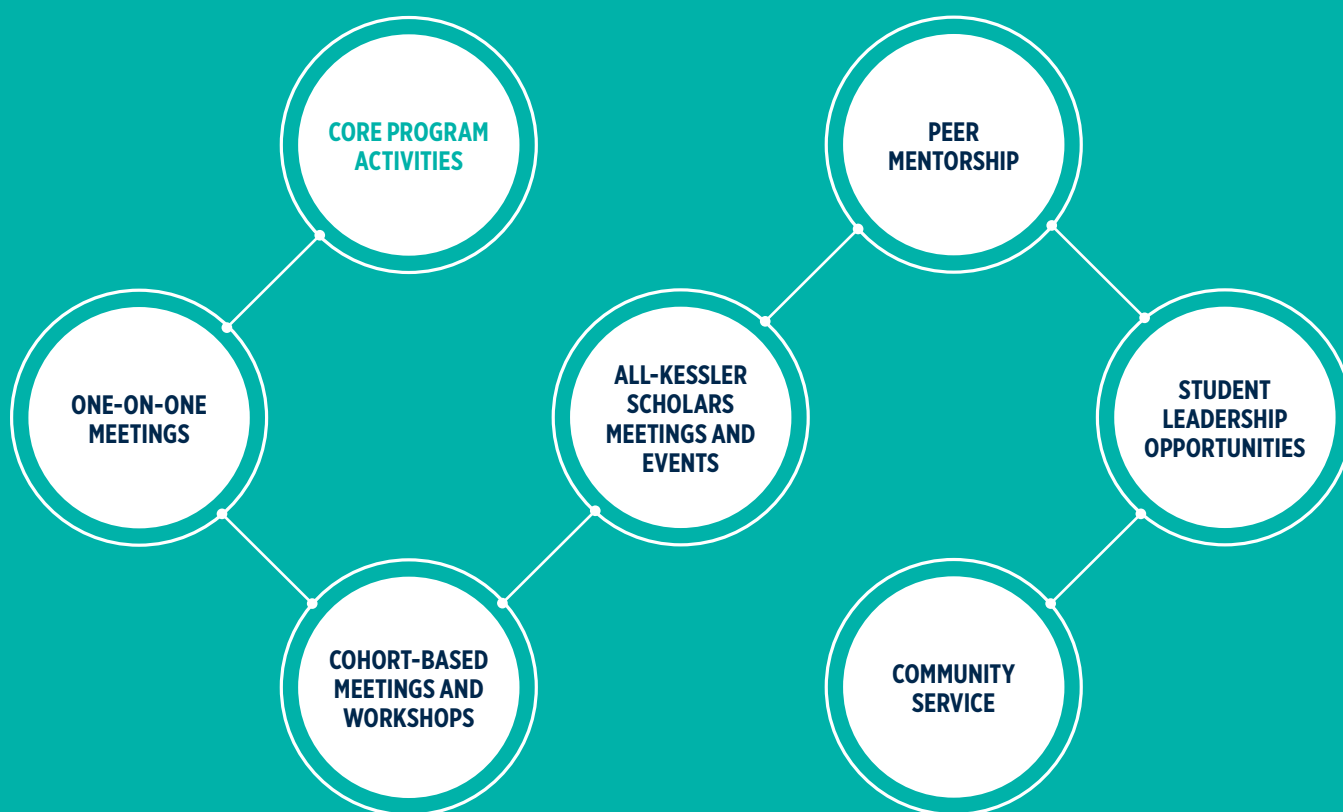 CORE PROGRAM
ACTIVITIES
PEER
MENTORSHIP
ONE-ON-ONE
MEETINGS
ALL-KESSLER
SCHOLARS
MEETINGS AND
EVENTS
STUDENT
LEADERSHIP
OPPORTUNITIES
COHORT-BASED
MEETINGS AND
WORKSHOPS
COMMUNITY
SERVICE